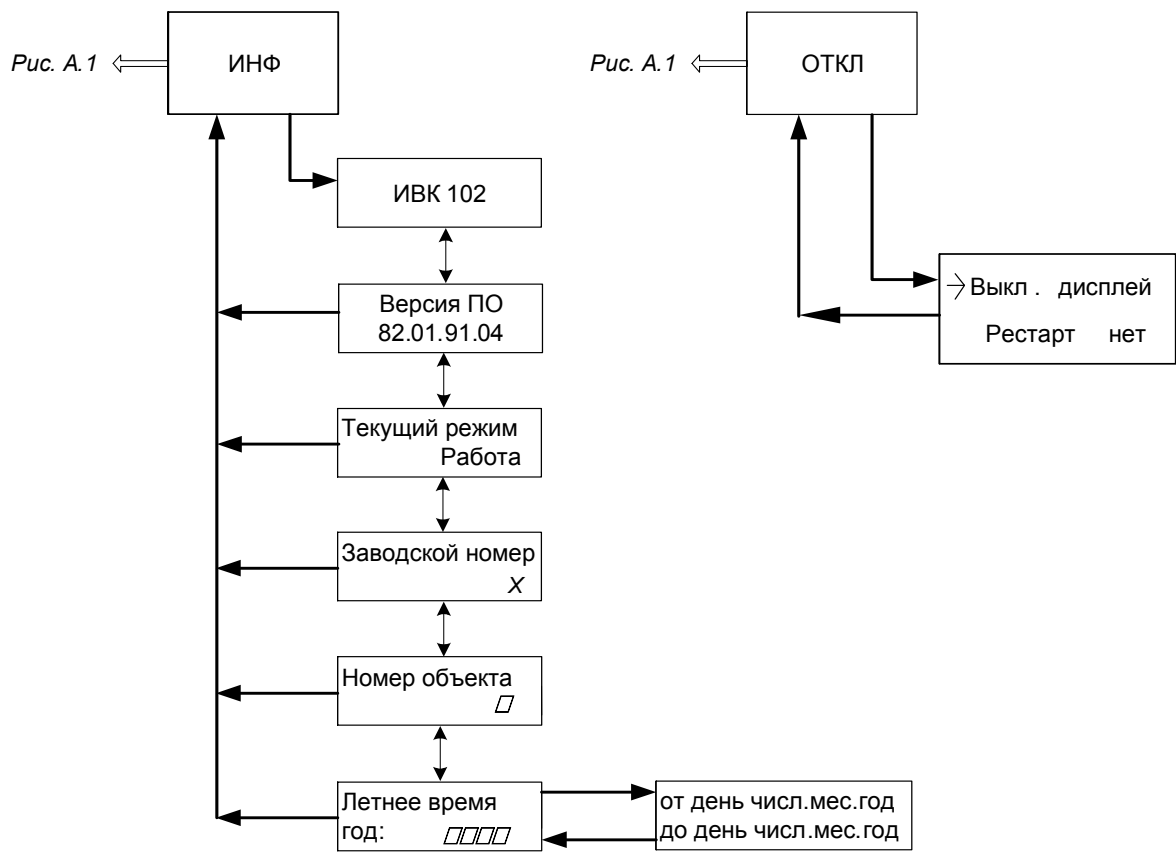 Рис. A.1
ИНФ
ИВК 102
Версия ПО
82.01.91.04
Текущий режим
Работа
Заводской номер
X
Номер объекта
Летнее время
год:
от день числ.мес.год
до день числ.мес.год
Рис. A.1
ОТКЛ
Выкл . дисплей
Рестарт нет